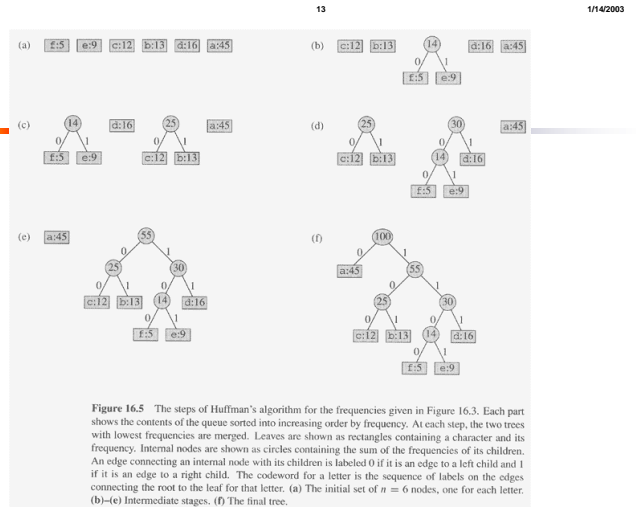 13
1/14/2003
(a) f:5 e:9 c:12 b:13 d:16 a:45
(b) c:12 b:13 14 d:16 a:45
0 1
f:5 e:9
(c) 14 d:16 25 a:45
0 1 0 1
f:5 e:9 c:12 b:13
(d) 25 30 a:45
0 1 0 1
c:12 b:13 14 d:16
0 1
f:5 e:9
(e) a:45 55
0 1
25 30
0 1 0 1
c:12 b:13 14 d:16
0 1
f:5 e:9
(f) 100
0 1
a:45 55
0 1
25 30
0 1 0 1
c:12 b:13 14 d:16
0 1
f:5 e:9
Figure 16.5 The steps of Huffman's algorithm for the frequencies given in Figure 16.3. Each part
shows the contents of the queue sorted into increasing order by frequency. At each step, the two trees
with lowest frequencies are merged. Leaves are shown as rectangles containing a character and its
frequency. Internal nodes are shown as circles containing the sum of the frequencies of its children.
An edge connecting an internal node with its children is labeled 0 if it is an edge to a left child and 1
if it is an edge to a right child. The codeword for a letter is the sequence of labels on the edges
connecting the root to the leaf for that letter. (a) The initial set of n = 6 nodes, one for each letter.
(b)–(e) Intermediate stages. (f) The final tree.